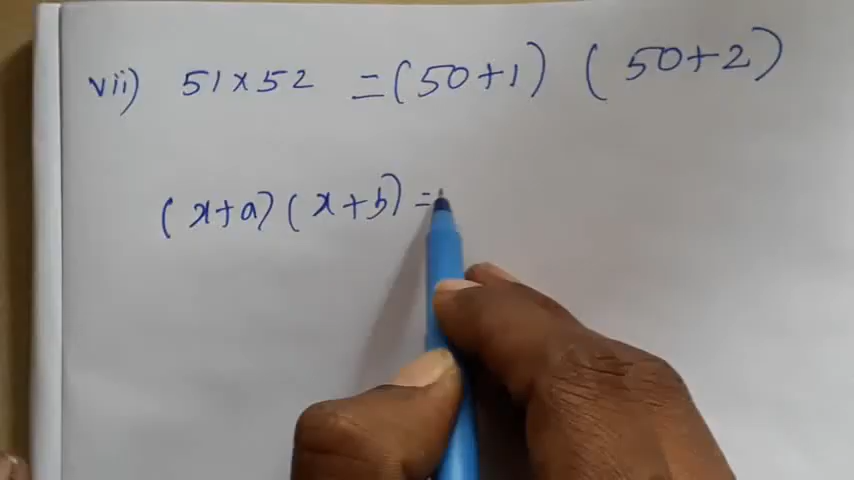 vii) 51×52 = (50+1) (50+2)
(x+a) (x+b) =